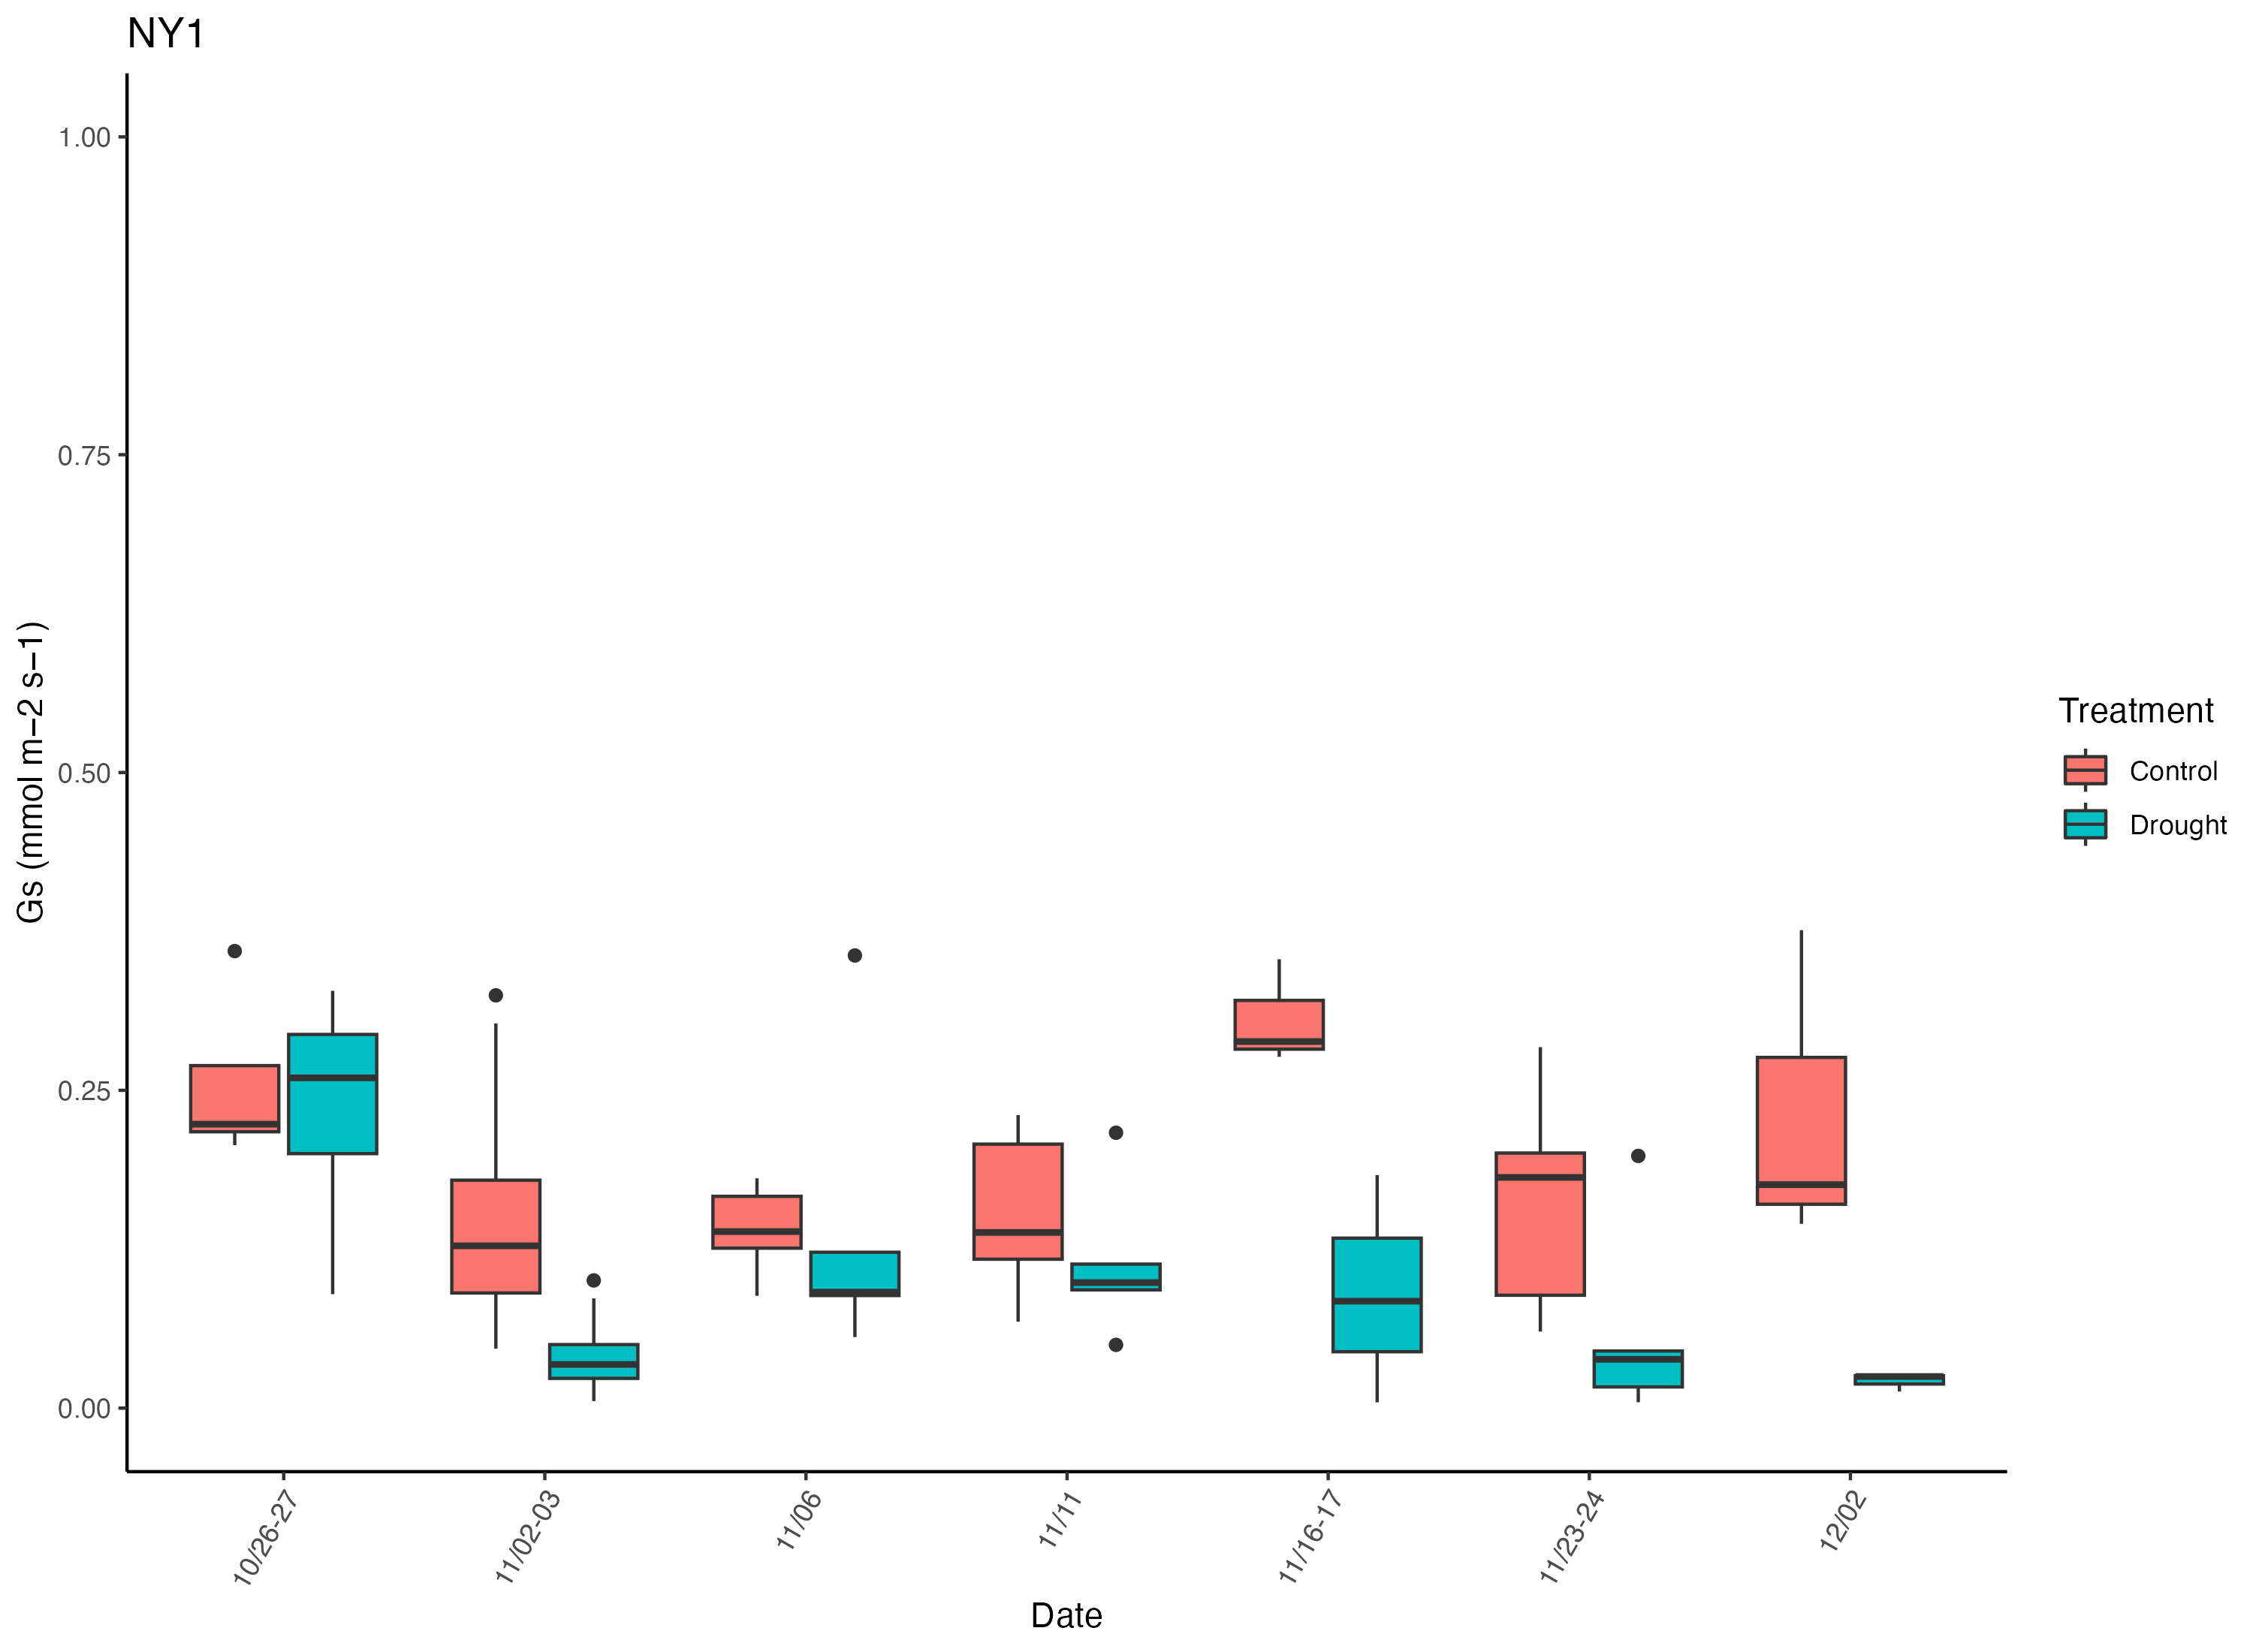 NY1
1.00
0.75
0.50
0.25
0.00
Gs (mmol m−2 s−1)
10/26-27
11/02-03
11/06
11/11
11/16-17
11/23-24
12/02
Date
Treatment
Control
Drought